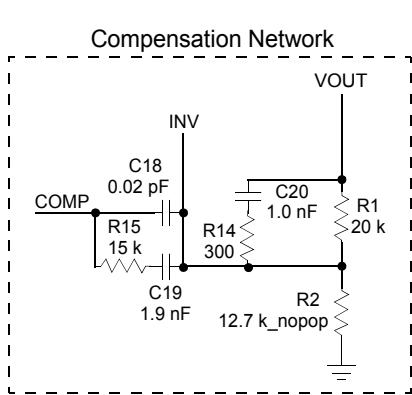 Compensation Network
VOUT
INV
C18
0.02 pF
COMP
C20
1.0 nF
R1
20 k
R15
15 k
R14
300
C19
1.9 nF
R2
12.7 k_nopop